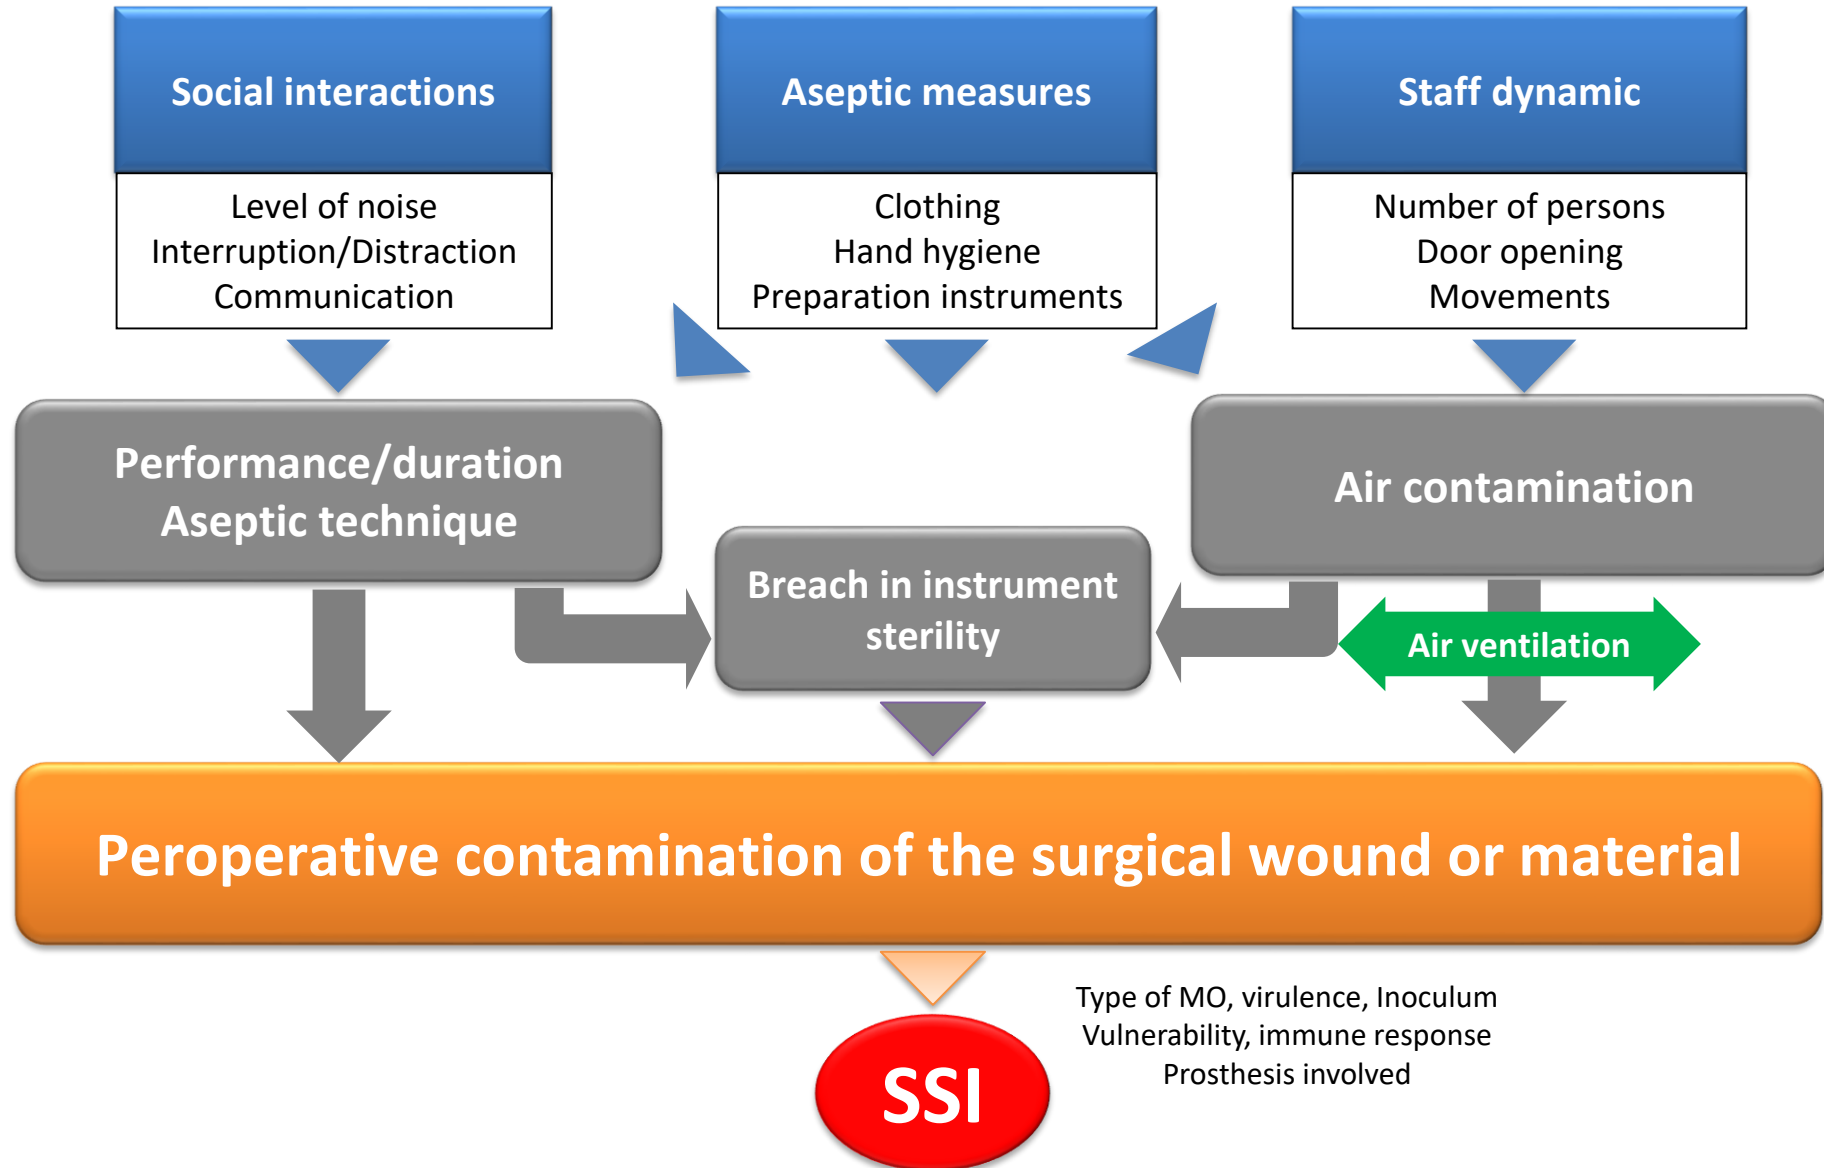 Social interactions
Level of noise
Interruption/Distraction
Communication
Aseptic measures
Clothing
Hand hygiene
Preparation instruments
Staff dynamic
Number of persons
Door opening
Movements
Performance/duration
Aseptic technique
Breach in instrument
sterility
Air contamination
Air ventilation
Peroperative contamination of the surgical wound or material
SSI
Type of MO, virulence, Inoculum
Vulnerability, immune response
Prosthesis involved